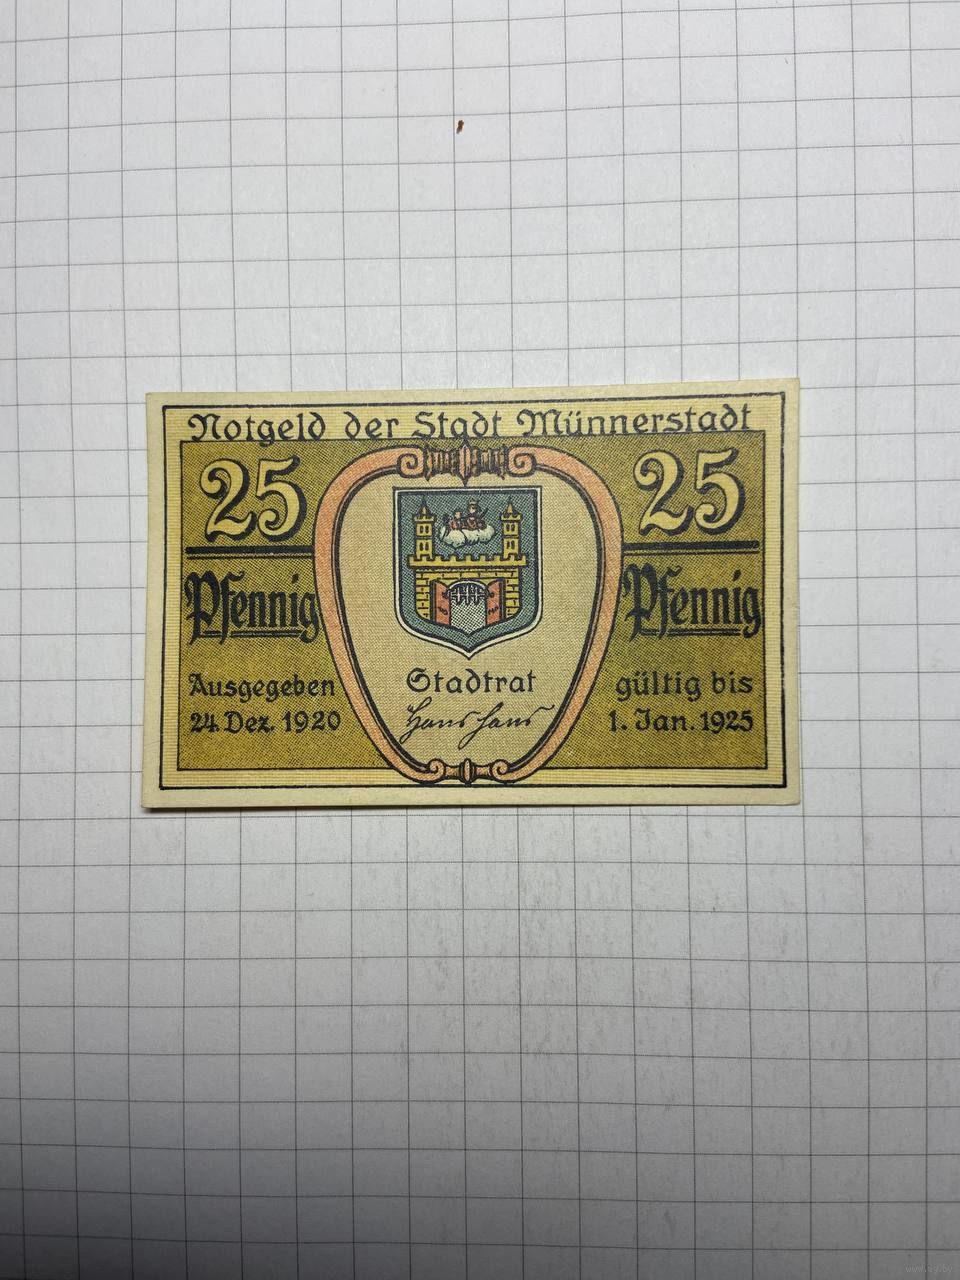 Notgeld der Stadt Münnerstadt
25 25
Pfennig Pfennig
Ausgegeben Stadtrat gültig bis
24. Dez. 1920 1. Jan. 1925